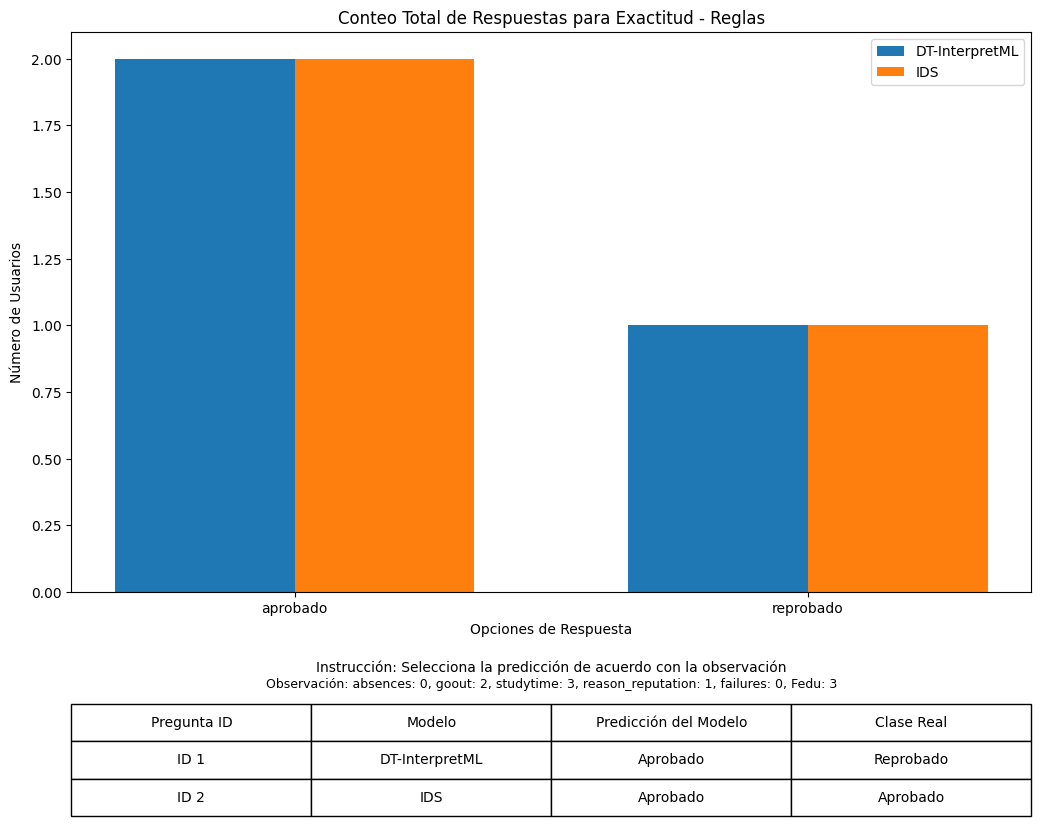 Conteo Total de Respuestas para Exactitud - Reglas
DT-InterpretML
IDS
Número de Usuarios
2.00
1.75
1.50
1.25
1.00
0.75
0.50
0.25
0.00
aprobado reprobado
Opciones de Respuesta
Instrucción: Selecciona la predicción de acuerdo con la observación
Observación: absences: 0, goout: 2, studytime: 3, reason_reputation: 1, failures: 0, Fedu: 3
Pregunta ID Modelo Predicción del Modelo Clase Real
ID 1 DT-InterpretML Aprobado Reprobado
ID 2 IDS Aprobado Aprobado